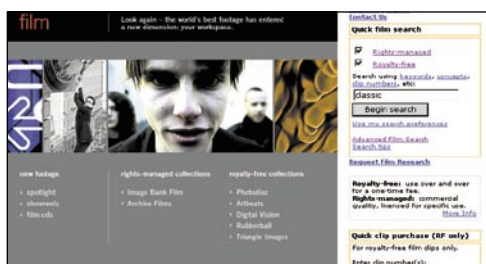 film
Look again – the world's best footage has entered
a new dimension: your workspace.
new footage
› spotlight
› showreels
› film cds
rights-managed collections
› Image Bank Film
› Archive Films
royalty-free collections
› Photodisc
› Artbeats
› Digital Vision
› Rubberball
› Triangle Images
Contact Us
Quick film search
Rights-managed
Royalty-free
Search using keywords, concepts,
clip numbers, etc:
classic
Begin search
Use my search preferences
Advanced Film Search
Search tips
Request Film Research
Royalty-free: use over and over
for a one-time fee.
Rights-managed: commercial
quality, licensed for specific use.
More Info
Quick clip purchase (RF only)
For royalty-free film clips only.
Enter clip number(s):